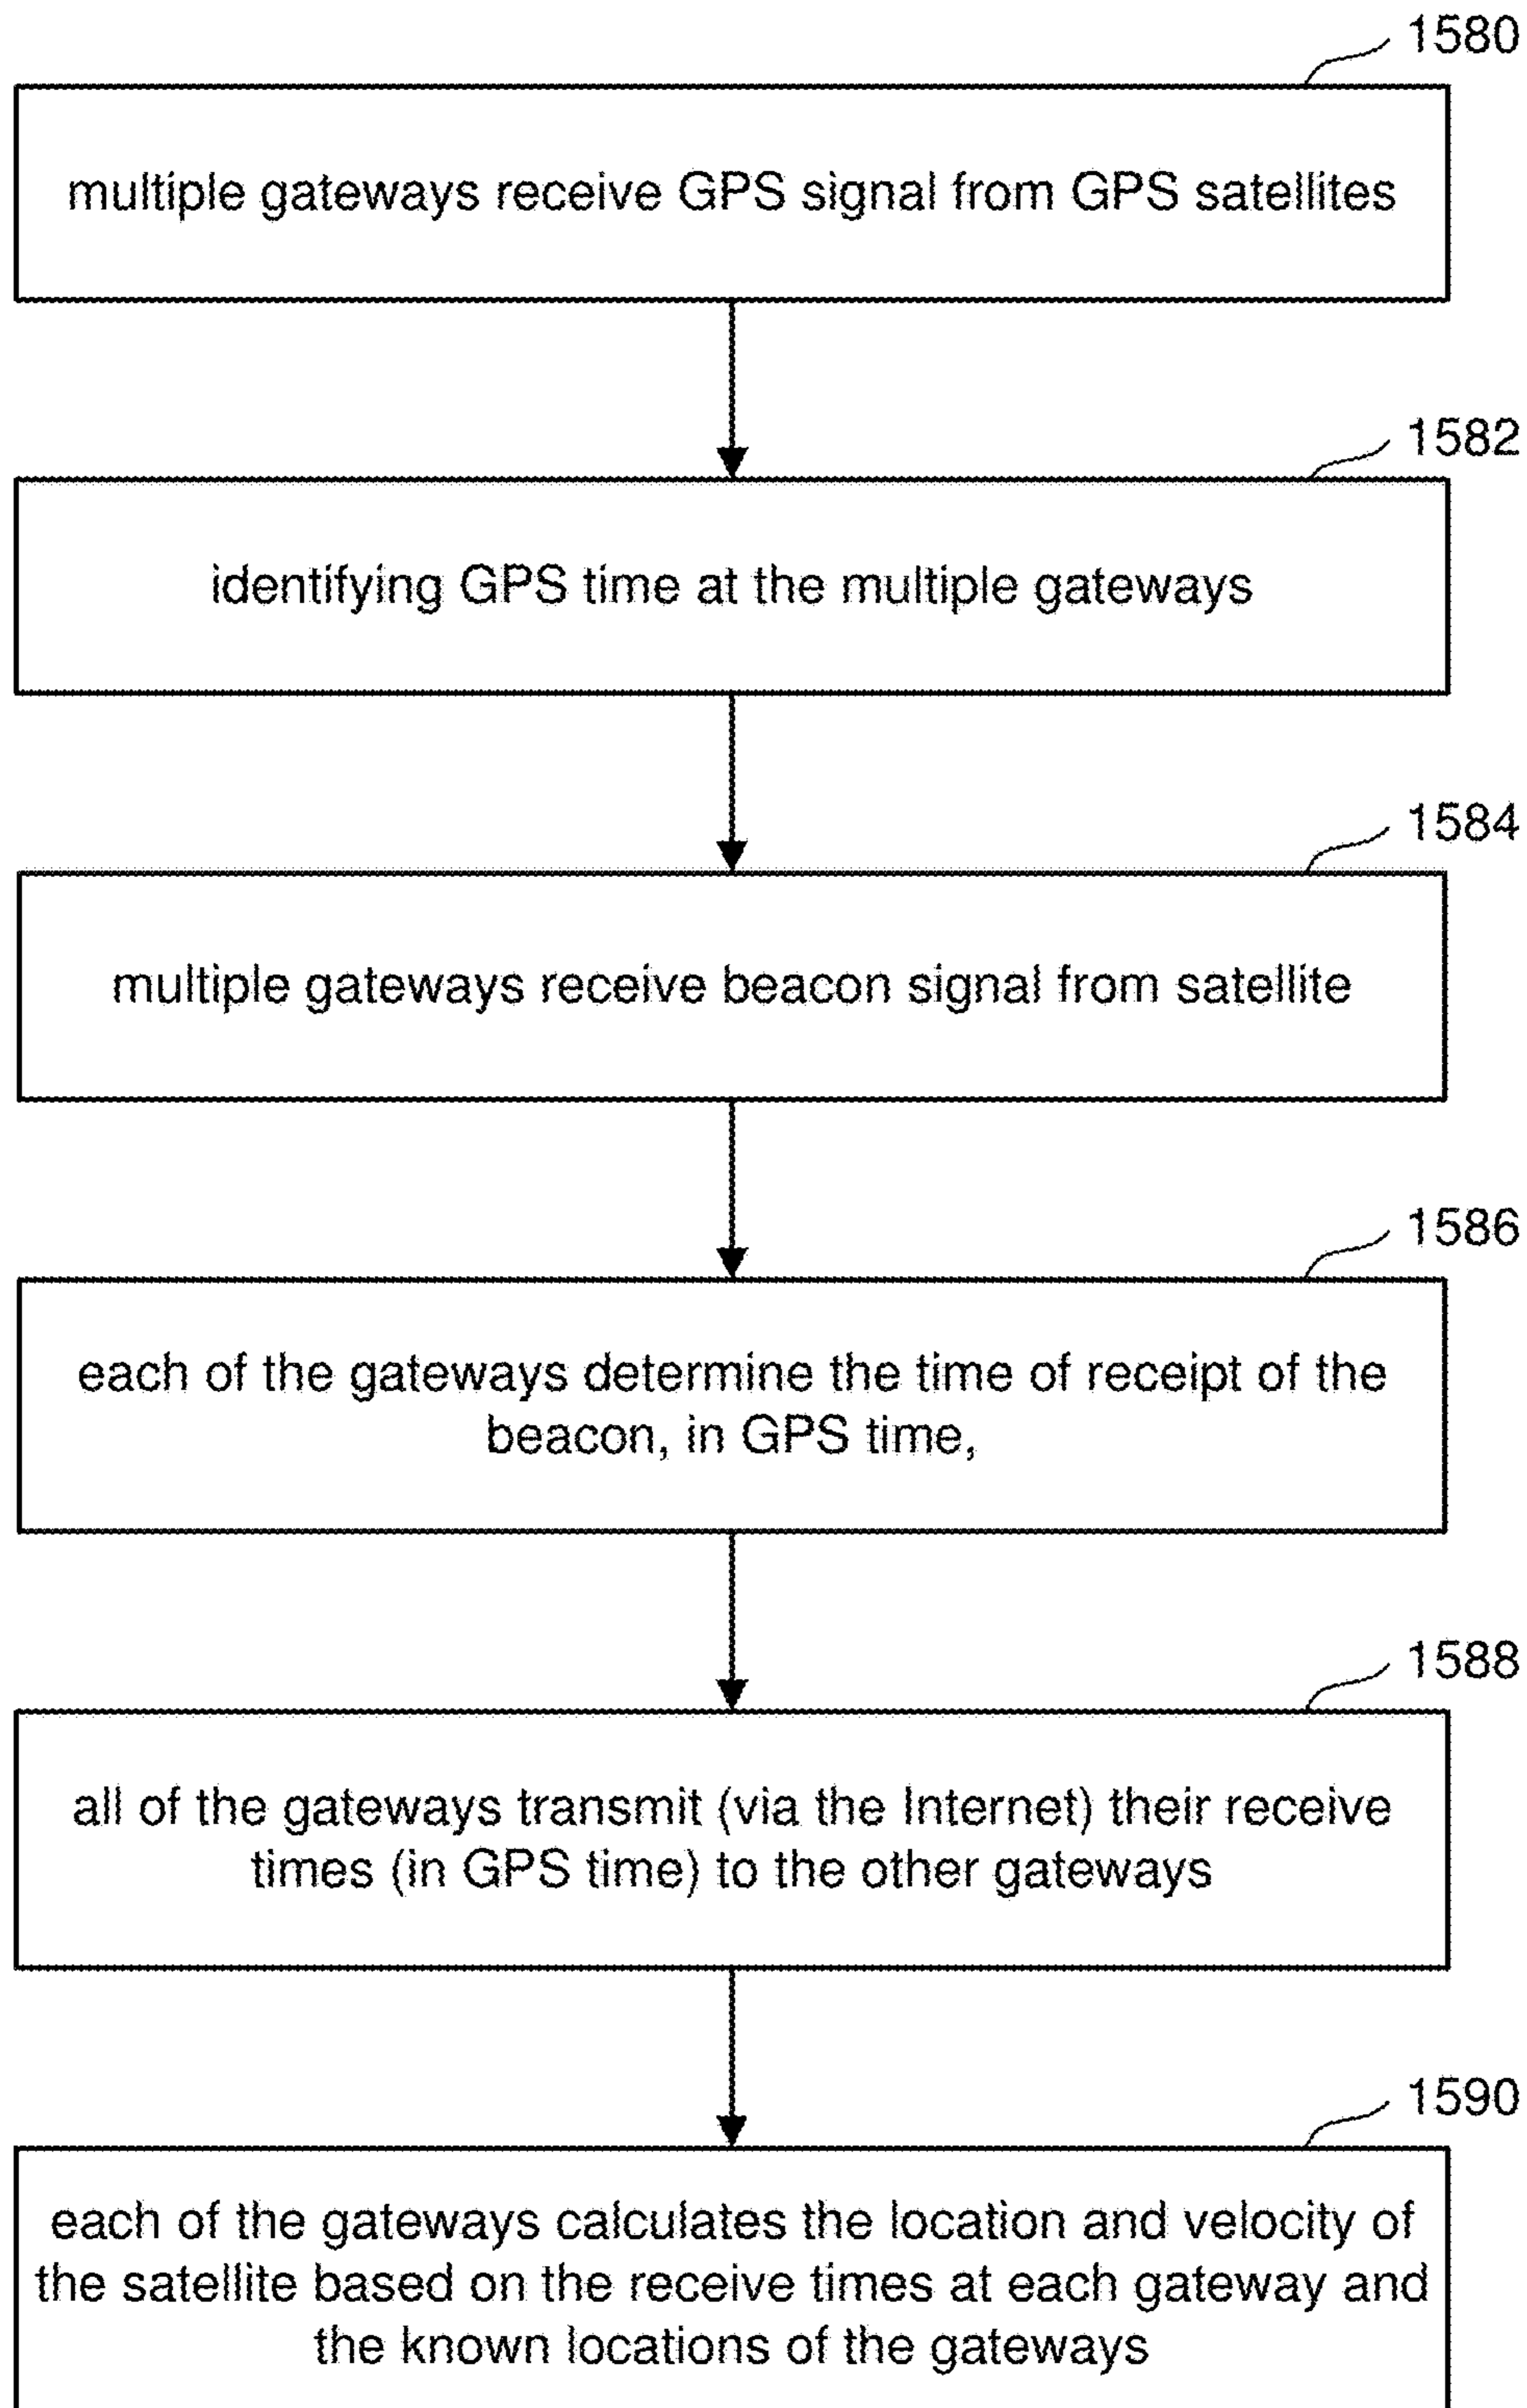 1580
multiple gateways receive GPS signal from GPS satellites
1582
identifying GPS time at the multiple gateways
1584
multiple gateways receive beacon signal from satellite
1586
each of the gateways determine the time of receipt of the
beacon, in GPS time,
1588
all of the gateways transmit (via the Internet) their receive
times (in GPS time) to the other gateways
1590
each of the gateways calculates the location and velocity of
the satellite based on the receive times at each gateway and
the known locations of the gateways